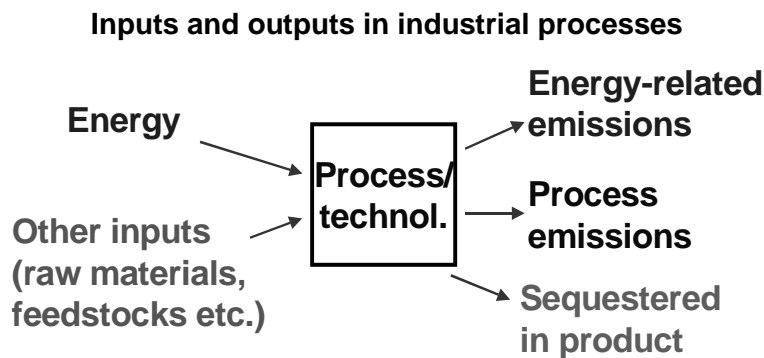 Inputs and outputs in industrial processes
Energy
Other inputs
(raw materials,
feedstocks etc.)
Process/
technol.
Energy-related
emissions
Process
emissions
Sequestered
in product